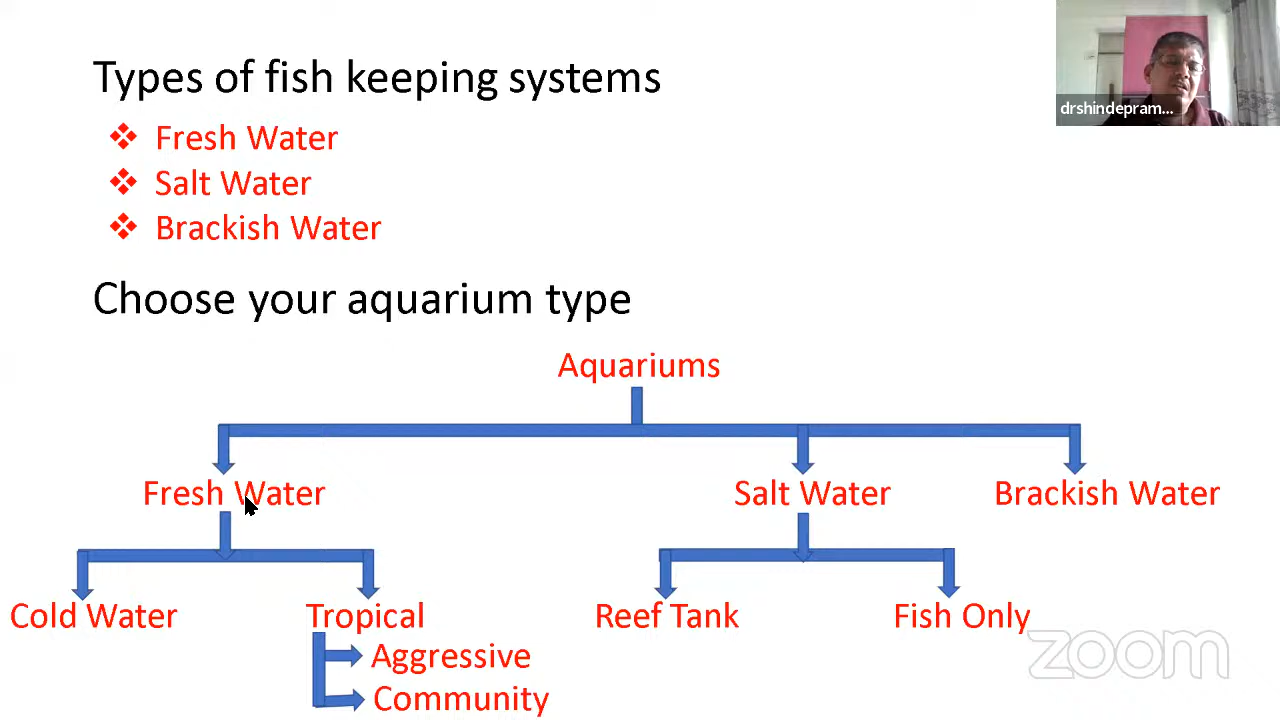 Types of fish keeping systems
Fresh Water
Salt Water
Brackish Water
Choose your aquarium type
Aquariums
Fresh Water
Salt Water
Brackish Water
Cold Water
Tropical
Reef Tank
Fish Only
Aggressive
Community
drshindepram...
zoom